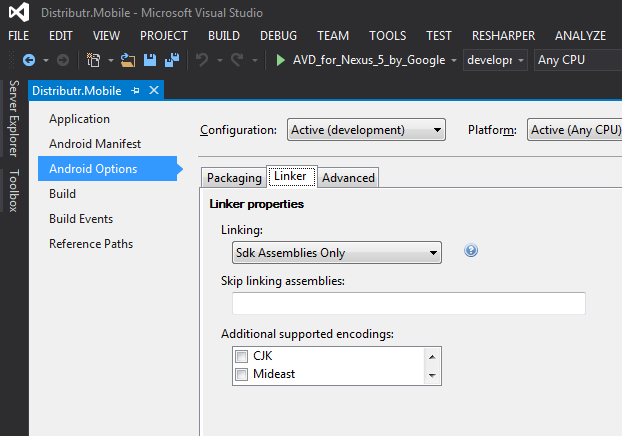 Distributr.Mobile - Microsoft Visual Studio
FILE EDIT VIEW PROJECT BUILD DEBUG TEAM TOOLS TEST RESHARPER ANALYZE
AVD_for_Nexus_5_by_Google developr Any CPU
Server Explorer
Toolbox
Distributr.Mobile
Application
Android Manifest
Android Options
Build
Build Events
Reference Paths
Configuration: Active (development) Platform: Active (Any CPU)
Packaging Linker Advanced
Linker properties
Linking:
Sdk Assemblies Only
Skip linking assemblies:
Additional supported encodings:
CJK
Mideast